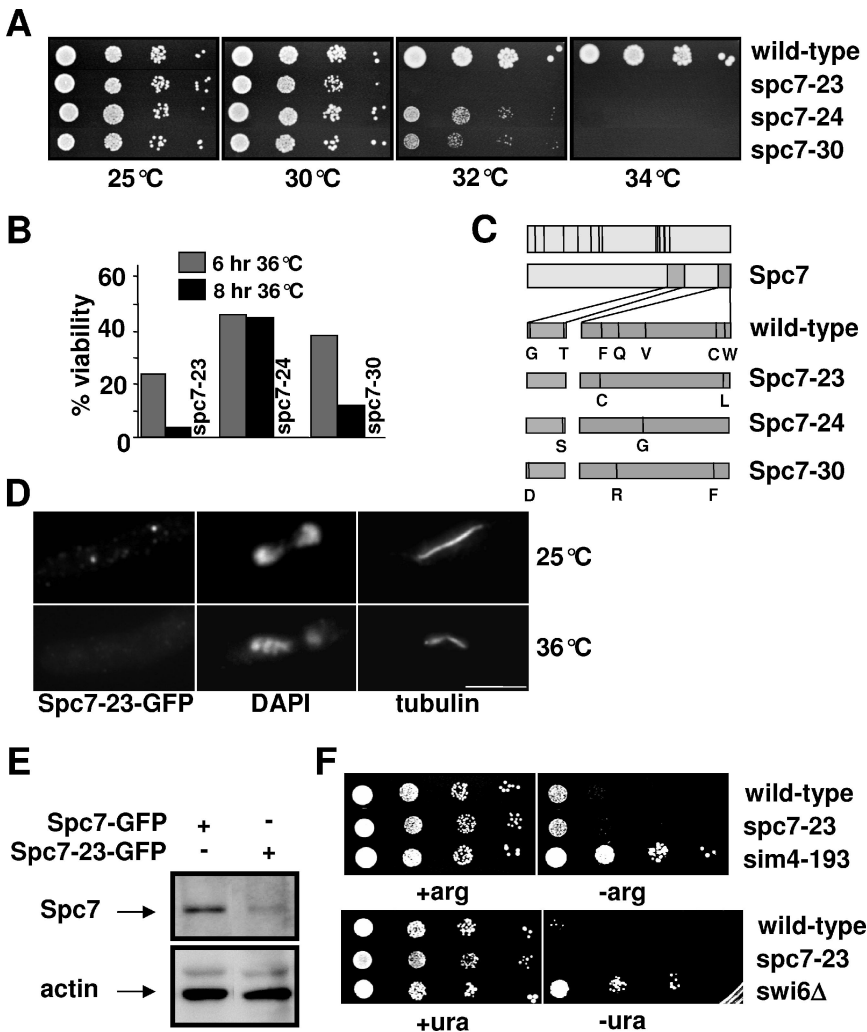 A
wild-type
spc7-23
spc7-24
spc7-30
25°C 30°C 32°C 34°C
B
% viability
60
40
20
0
6 hr 36°C
8 hr 36°C
spc7-23
spc7-24
spc7-30
C
Spc7
wild-type
G T F Q V C W
Spc7-23
C L
Spc7-24
S G
Spc7-30
D R F
D
25°C
36°C
Spc7-23-GFP DAPI tubulin
E
Spc7-GFP + -
Spc7-23-GFP - +
Spc7
actin
F
wild-type
spc7-23
sim4-193
+arg -arg
wild-type
spc7-23
swi6Δ
+ura -ura